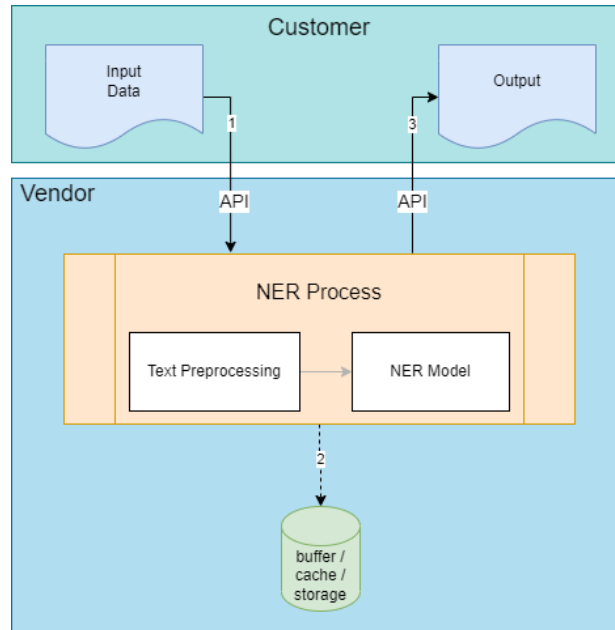 Customer
Input
Data
Output
1
3
Vendor
API
API
NER Process
Text Preprocessing
NER Model
2
buffer /
cache /
storage